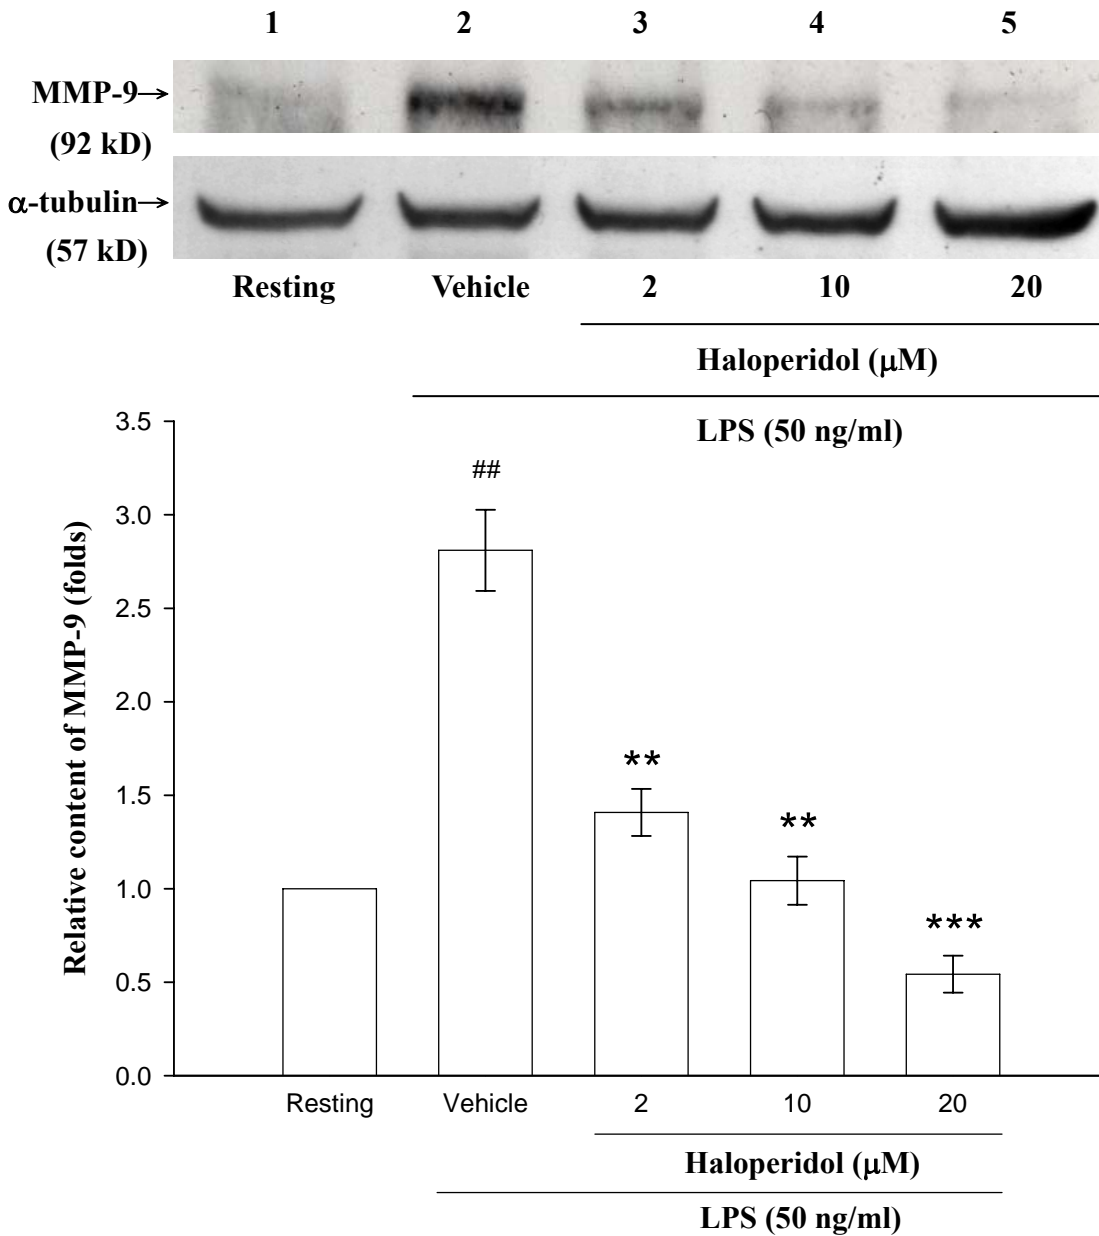 1 2 3 4 5
MMP-9→
(92 kD)
α-tubulin→
(57 kD)
Resting Vehicle 2 10 20
Haloperidol (μM)
LPS (50 ng/ml)
Relative content of MMP-9 (folds)
3.5
3.0
2.5
2.0
1.5
1.0
0.5
0.0
##
**
**
***
Resting Vehicle 2 10 20
Haloperidol (μM)
LPS (50 ng/ml)